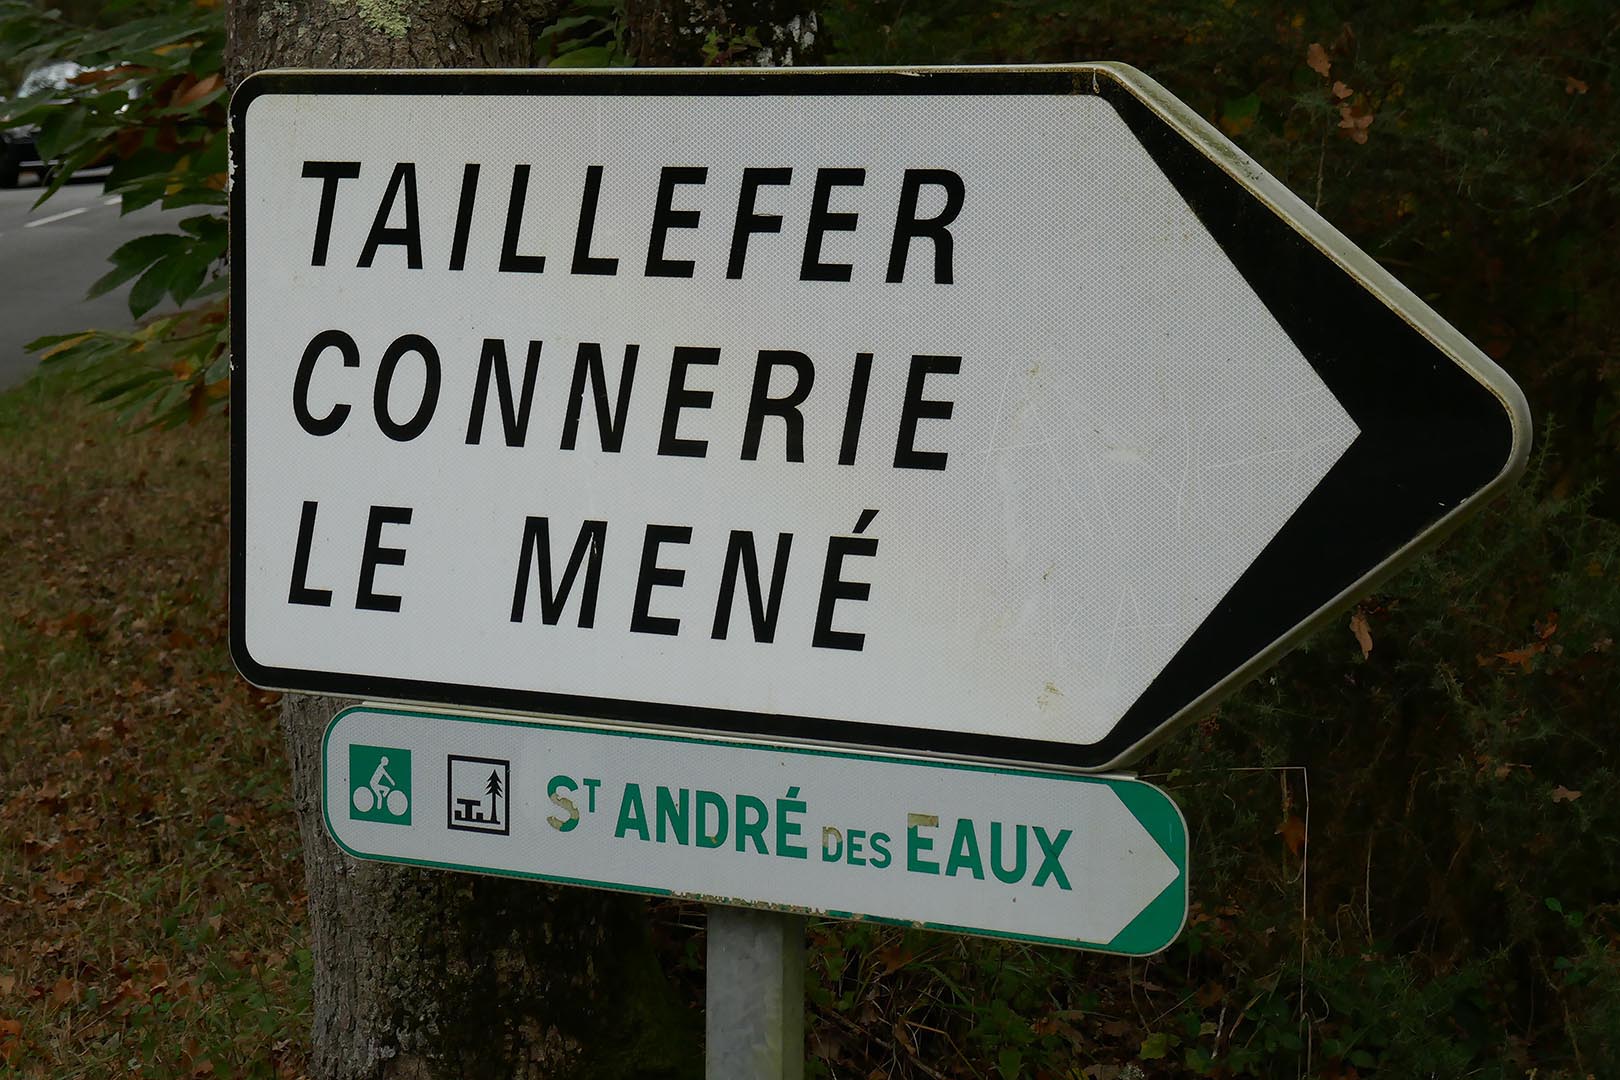 TAILLEFER
CONNERIE
LE MENÉ
ST ANDRÉ DES EAUX